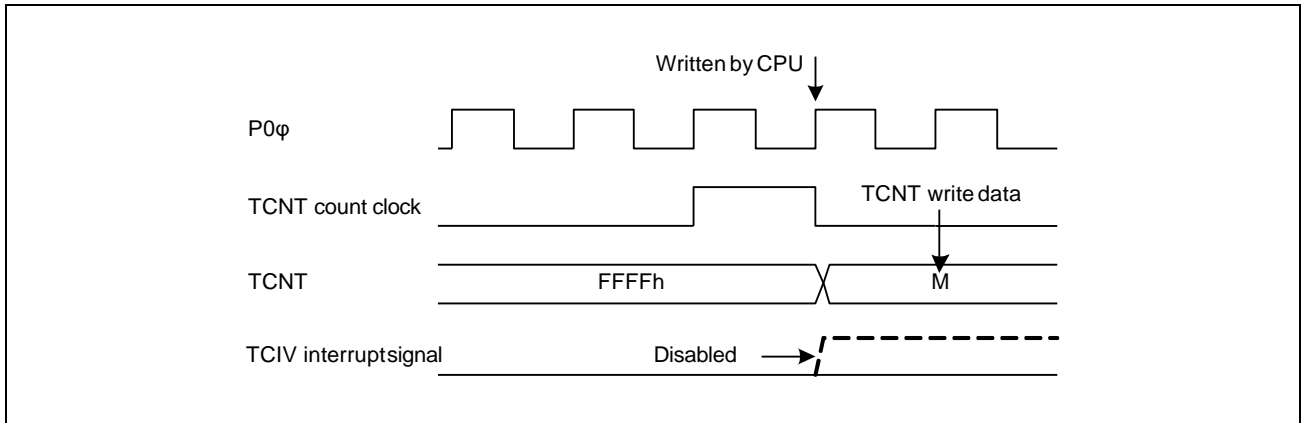 Written by CPU
P0φ
TCNT count clock
TCNT write data
TCNT
FFFFh
M
TCIV interrupt signal
Disabled